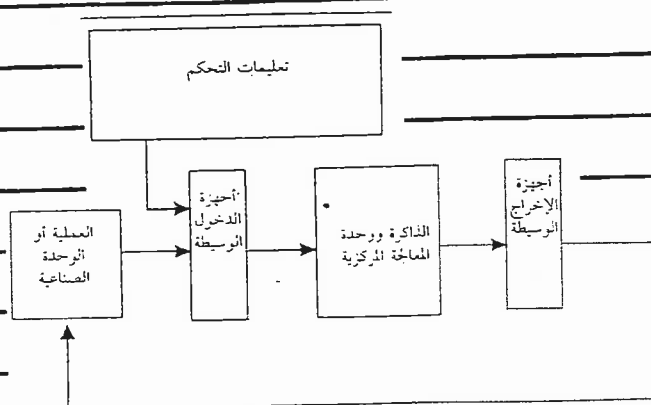 تعليمات التحكم
أجهزة
الإخراج
الوسيطة
الذاكرة ووحدة
المعالجة المركزية
أجهزة
الدخول
الوسيطة
العملية أو
الوحدة
الصناعية